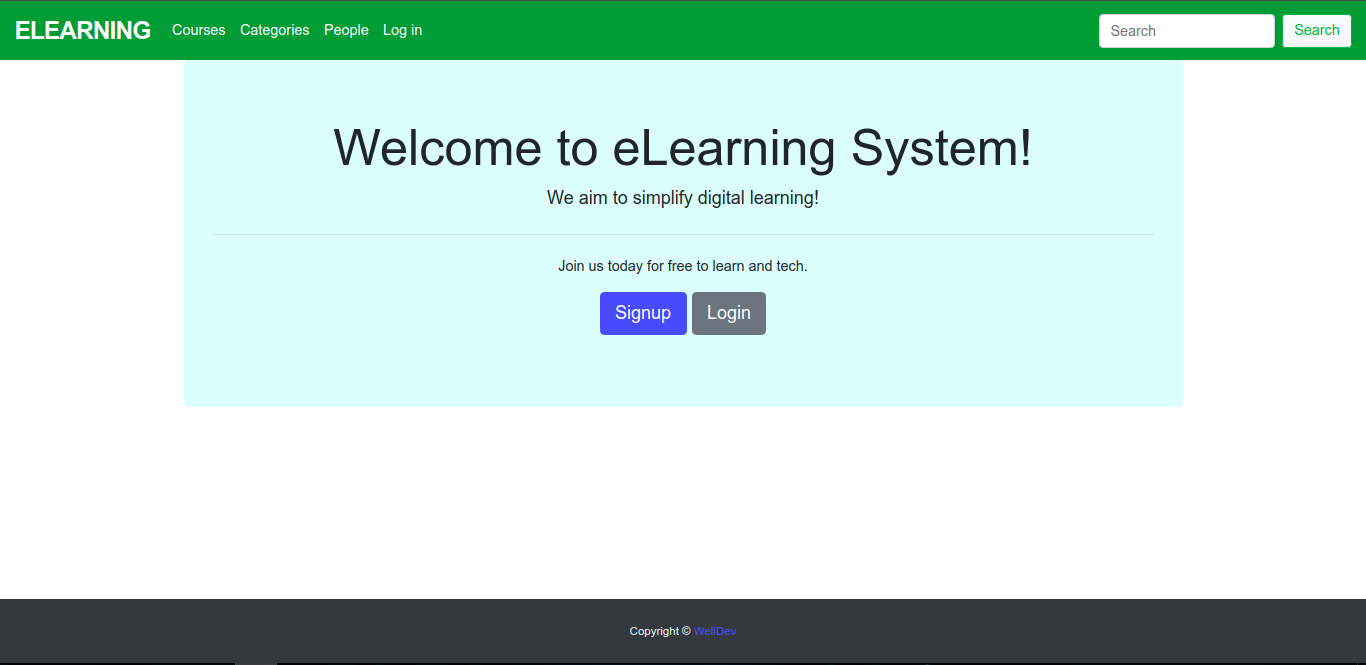 ELEARNING Courses Categories People Log in Search Search
Welcome to eLearning System!
We aim to simplify digital learning!
Join us today for free to learn and tech.
Signup Login
Copyright © WellDev